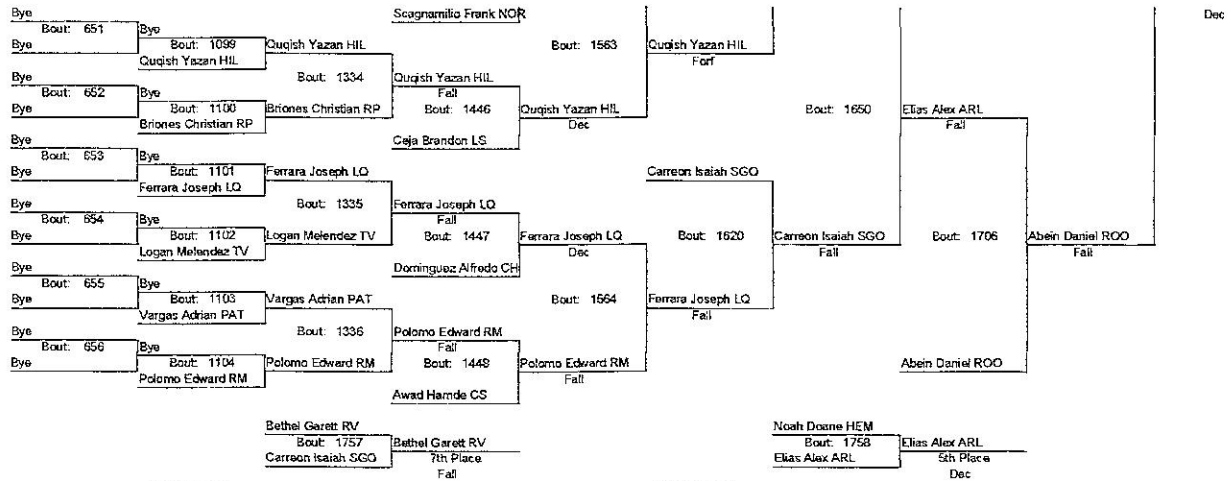 Bye Scagnamilio Frank NOR Dec
Bout: 651 Bye Bout: 1563
Bye Bout: 1099 Quqish Yazan HIL Quqish Yazan HIL
Quqish Yazan HIL Forf
Bye Bout: 1334 Quqish Yazan HIL
Bout: 652 Bye Fall
Bye Bout: 1100 Briones Christian RP Bout: 1446 Quqish Yazan HIL Bout: 1650 Elias Alex ARL
Briones Christian RP Dec Fall
Bye Ceja Brandon LS
Bout: 653 Bye
Bye Bout: 1101 Ferrara Joseph LQ Carreon Isaiah SGO
Ferrara Joseph LQ
Bye Bout: 1335 Ferrara Joseph LQ
Bout: 654 Bye Fall
Bye Bout: 1102 Logan Melendez TV Bout: 1447 Ferrara Joseph LQ Bout: 1620 Carreon Isaiah SGO Bout: 1706 Abein Daniel ROO
Logan Melendez TV Dec Fall Fall
Bye Dominguez Alfredo CH
Bout: 655 Bye
Bye Bout: 1103 Vargas Adrian PAT Bout: 1564 Ferrara Joseph LQ
Vargas Adrian PAT Fall
Bye Bout: 1336 Polomo Edward RM
Bout: 656 Bye Fall
Bye Bout: 1104 Polomo Edward RM Bout: 1448 Polomo Edward RM Abein Daniel ROO
Polomo Edward RM Fall
Awad Hamde CS
Bethel Garett RV Noah Doane HEM
Bout: 1757 Bethel Garett RV Bout: 1758 Elias Alex ARL
Carreon Isaiah SGO 7th Place Elias Alex ARL 5th Place
Fall Dec